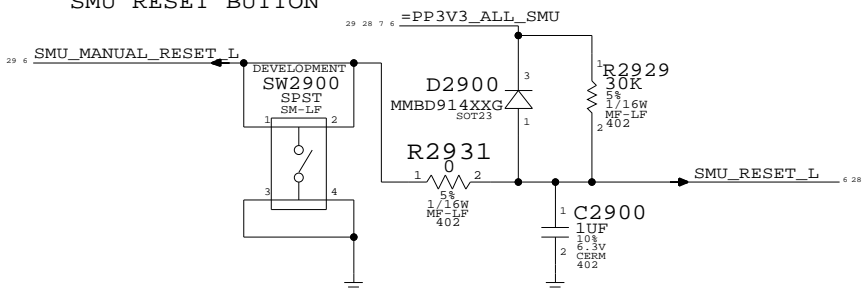 SMU RESET BUTTON
29 28 7 6 =PP3V3_ALL_SMU
29 6 SMU_MANUAL_RESET_L
DEVELOPMENT
SW2900
SPST
SM-LF
1 2
3 4
D2900
MMBD914XXG
SOT23
3
1
1
R2929
30K
5%
1/16W
MF-LF
2 402
R2931
0
1 2
5%
1/16W
MF-LF
402
SMU_RESET_L 6 28
1 C2900
1UF
10%
6.3V
2 CERM
402